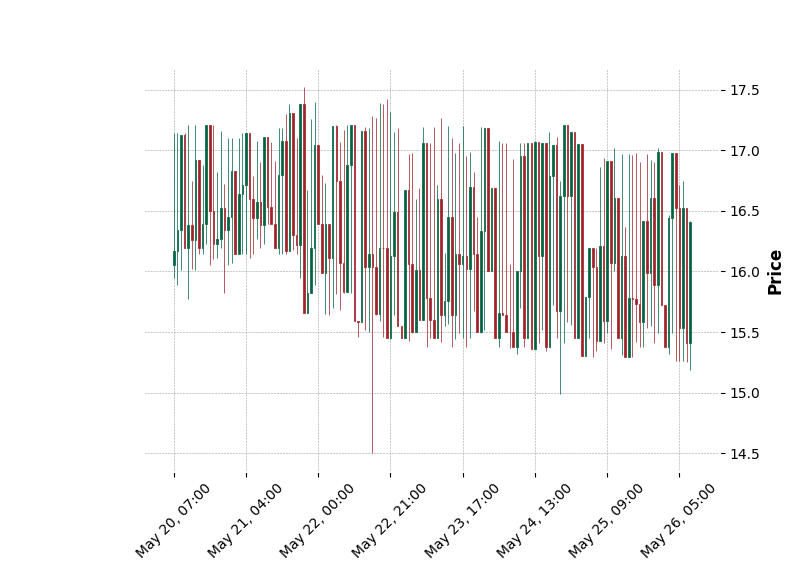 17.5
17.0
16.5
16.0
15.5
15.0
14.5
Price
May 20, 07:00
May 21, 04:00
May 22, 00:00
May 22, 21:00
May 23, 17:00
May 24, 13:00
May 25, 09:00
May 26, 05:00